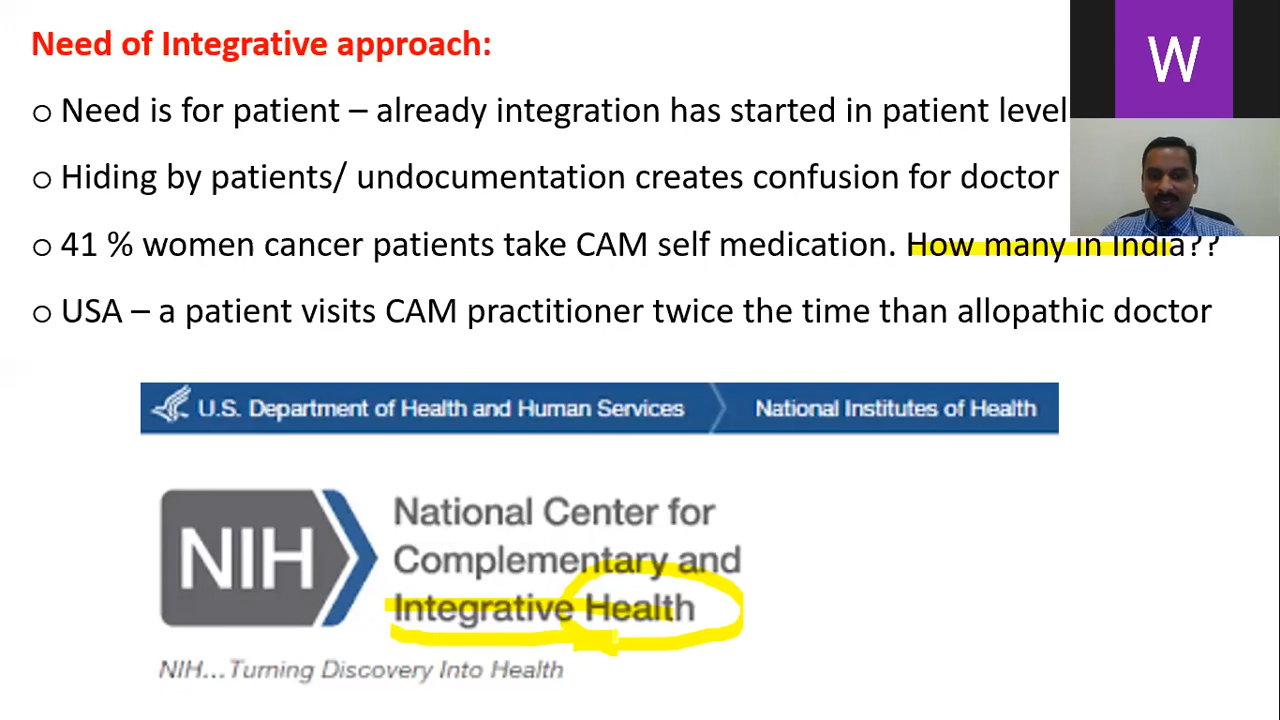 Need of Integrative approach:
o Need is for patient – already integration has started in patient level
o Hiding by patients/ undocumentation creates confusion for doctor
o 41 % women cancer patients take CAM self medication. How many in India??
o USA – a patient visits CAM practitioner twice the time than allopathic doctor
W
U.S. Department of Health and Human Services
National Institutes of Health
NIH
National Center for
Complementary and
Integrative Health
NIH...Turning Discovery Into Health